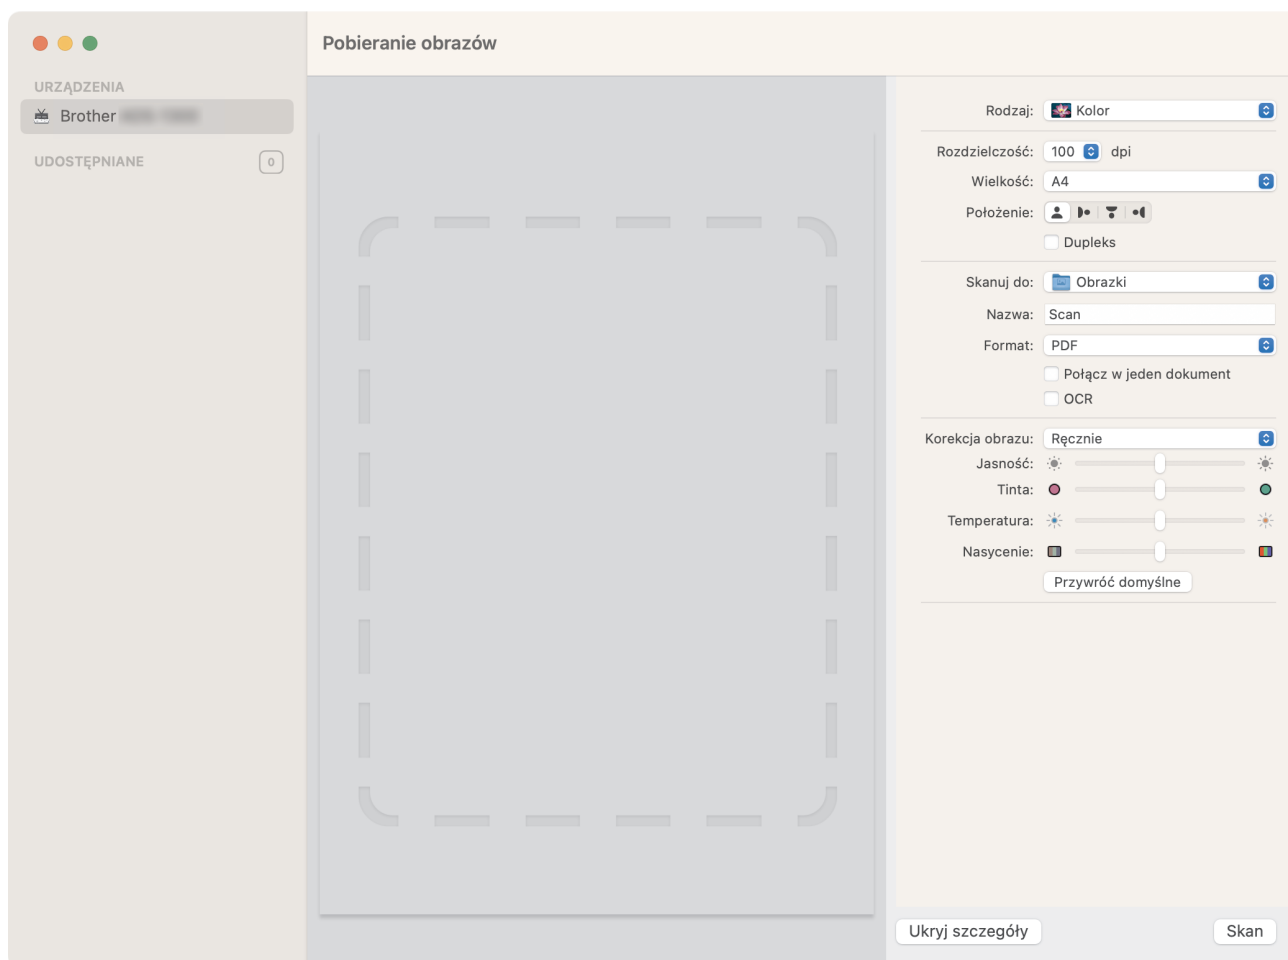 Pobieranie obrazów
URZĄDZENIA
Brother
UDOSTĘPNIANE
0
Rodzaj: Kolor
Rozdzielczość: 100 dpi
Wielkość: A4
Położenie:
Dupleks
Skanuj do: Obrazki
Nazwa: Scan
Format: PDF
Połącz w jeden dokument
OCR
Korekcja obrazu: Ręcznie
Jasność:
Tinta:
Temperatura:
Nasycenie:
Przywróć domyślne
Ukryj szczegóły
Skan